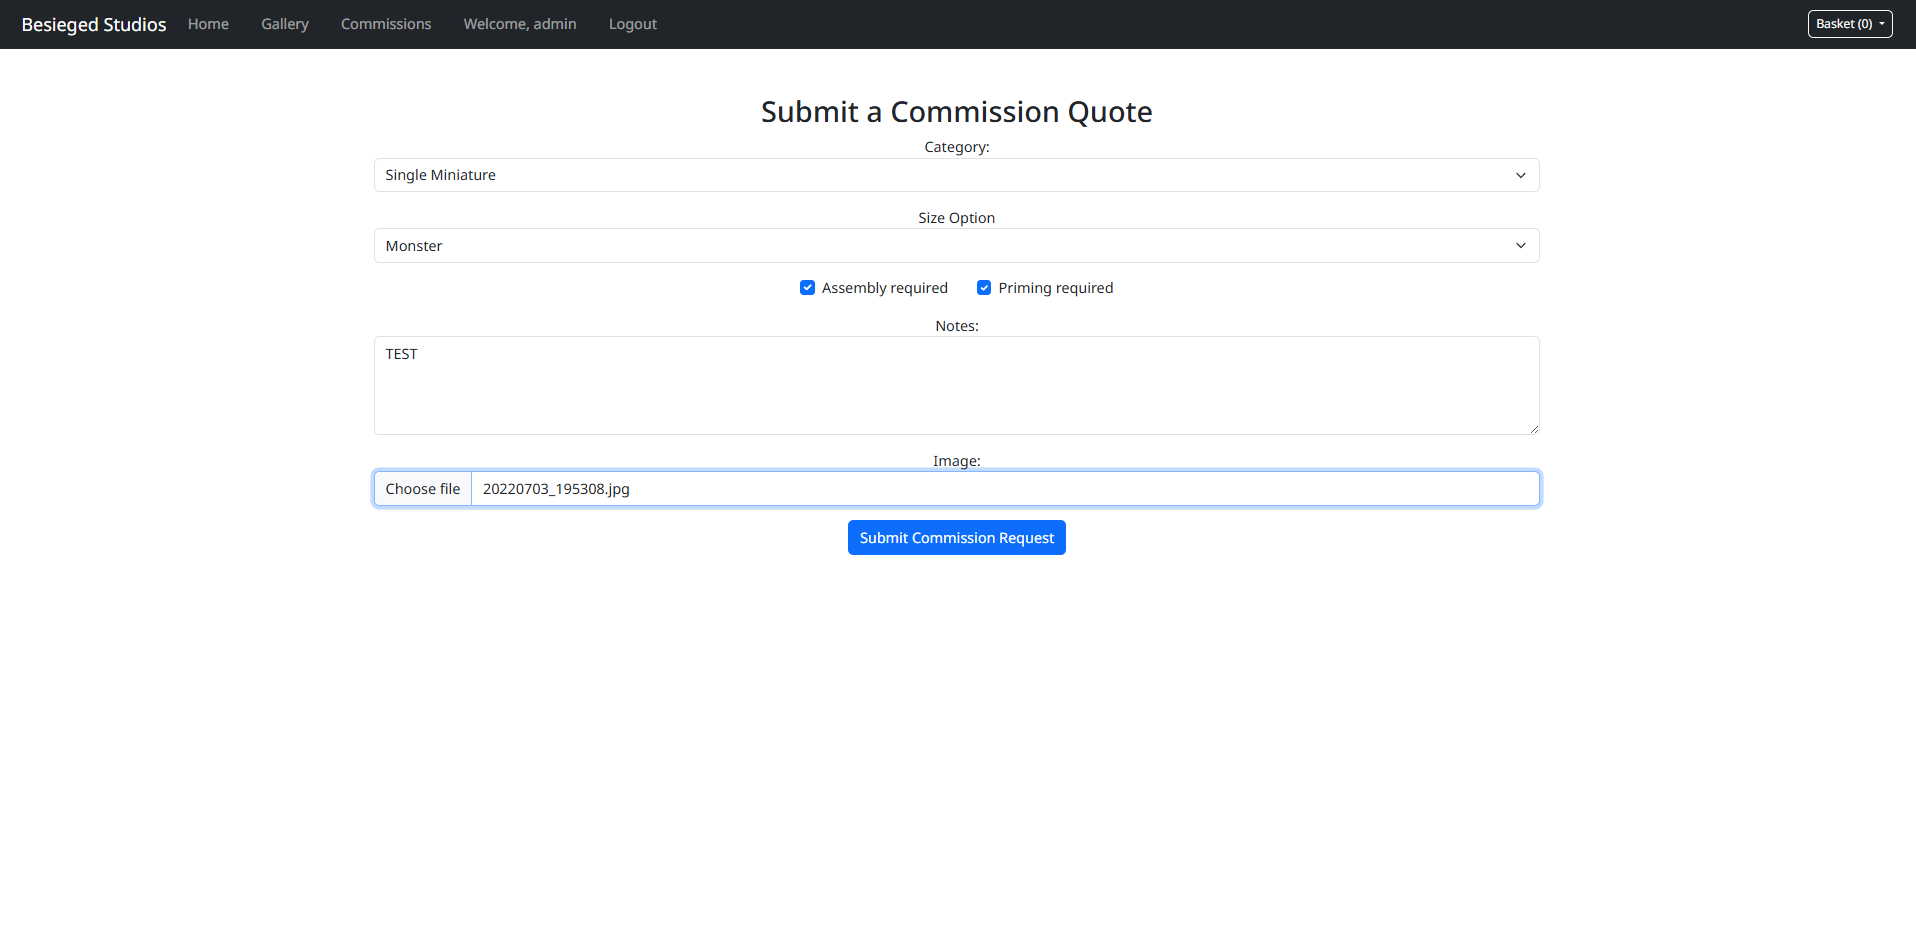 Besieged Studios Home Gallery Commissions Welcome, admin Logout Basket (0)
Submit a Commission Quote
Category:
Single Miniature
Size Option
Monster
Assembly required Priming required
Notes:
TEST
Image:
Choose file 20220703_195308.jpg
Submit Commission Request